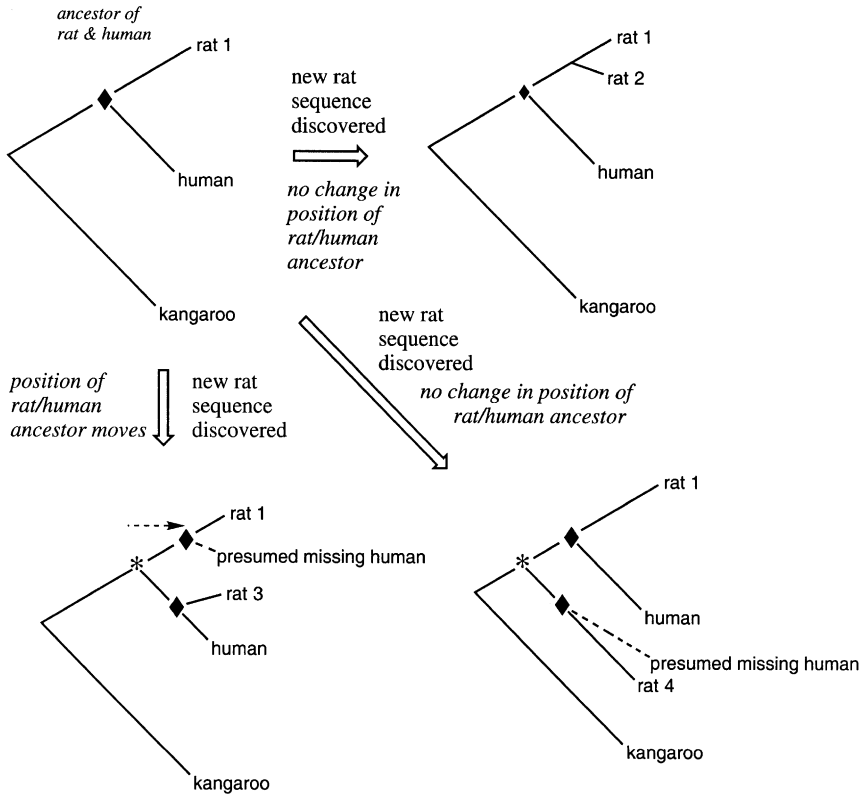 ancestor of
rat & human
rat 1
human
kangaroo
new rat
sequence
discovered
no change in
position of
rat/human
ancestor
rat 1
rat 2
human
kangaroo
position of
rat/human
ancestor moves
new rat
sequence
discovered
new rat
sequence
discovered
no change in position of
rat/human ancestor
rat 1
presumed missing human
*
rat 3
human
kangaroo
rat 1
*
human
presumed missing human
rat 4
kangaroo